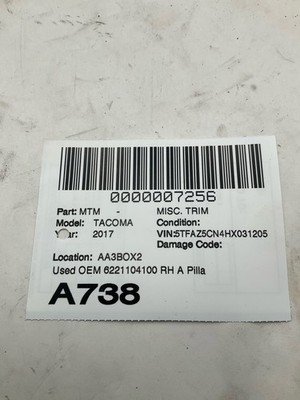 0000007256
Part: MTM - MISC. TRIM
Model: TACOMA Condition:
Year: 2017 VIN:5TFAZ5CN4HX031205
Damage Code:
Location: AA3BOX2
Used OEM 6221104100 RH A Pilla
A738